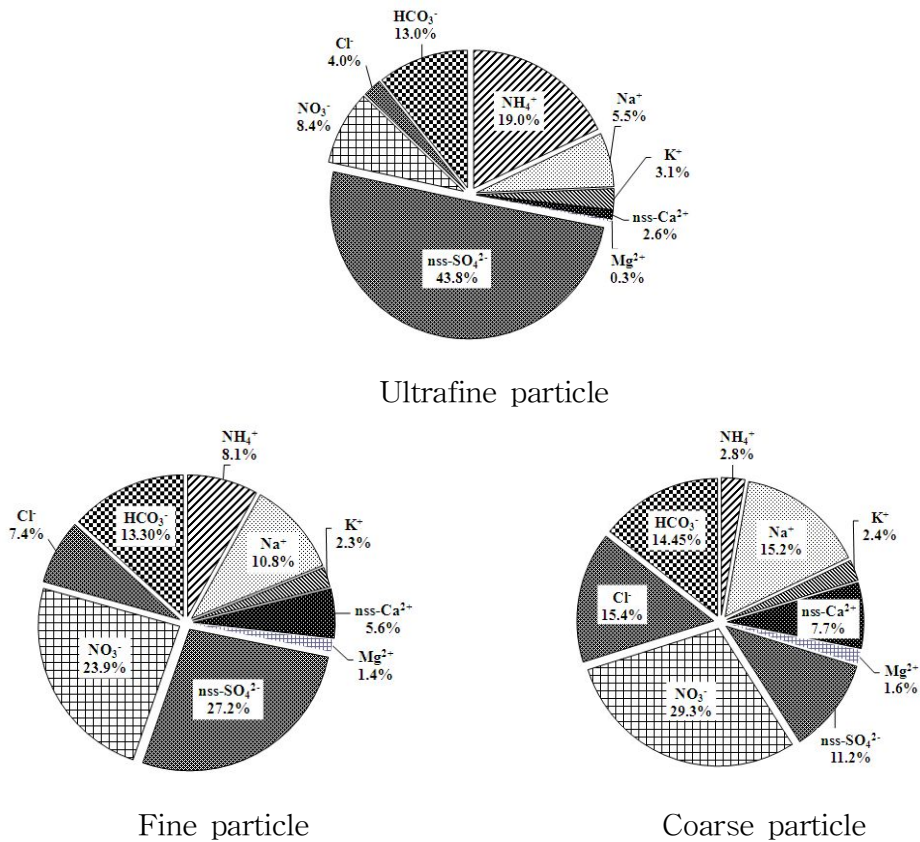 HCO₃⁻
13.0%
Cl⁻
4.0%
NO₃⁻
8.4%
NH₄⁺
19.0%
Na⁺
5.5%
K⁺
3.1%
nss-Ca²⁺
2.6%
Mg²⁺
0.3%
nss-SO₄²⁻
43.8%
Ultrafine particle
NH₄⁺
8.1%
Cl⁻
7.4%
HCO₃⁻
13.30%
Na⁺
10.8%
K⁺
2.3%
nss-Ca²⁺
5.6%
Mg²⁺
1.4%
NO₃⁻
23.9%
nss-SO₄²⁻
27.2%
Fine particle
NH₄⁺
2.8%
HCO₃⁻
14.45%
Na⁺
15.2%
K⁺
2.4%
Cl⁻
15.4%
nss-Ca²⁺
7.7%
Mg²⁺
1.6%
NO₃⁻
29.3%
nss-SO₄²⁻
11.2%
Coarse particle